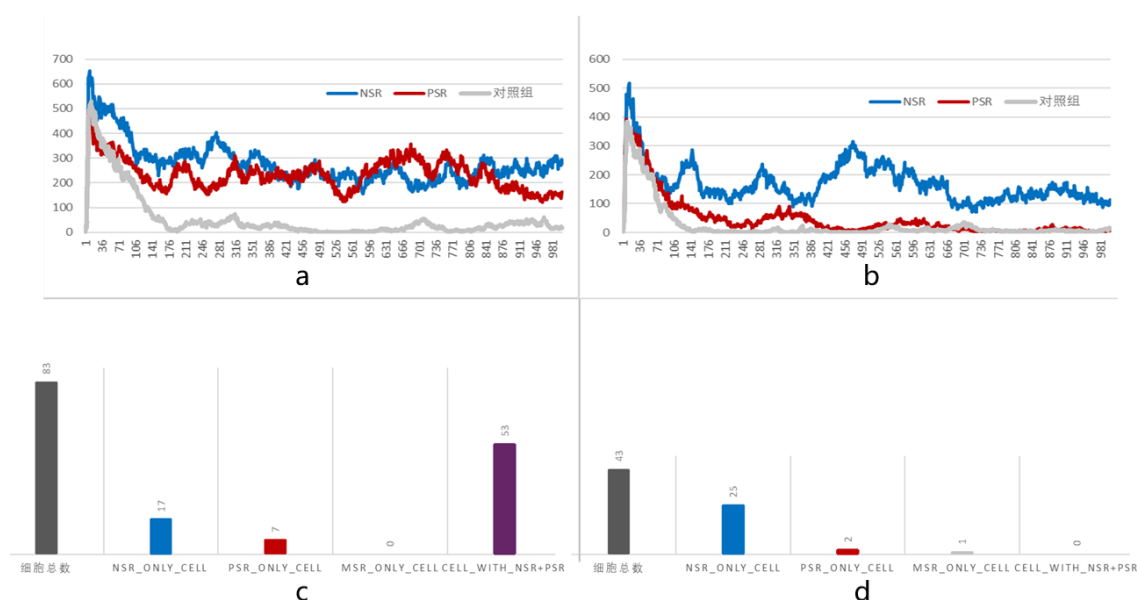 700
600
500
400
300
200
100
0
NSR PSR 对照组
1 36 71 106 141 176 211 246 281 316 351 386 421 456 491 526 561 596 631 666 701 736 771 806 841 876 911 946 981
a
600
500
400
300
200
100
0
NSR PSR 对照组
1 36 71 106 141 176 211 246 281 316 351 386 421 456 491 526 561 596 631 666 701 736 771 806 841 876 911 946 981
b
83
17
7
0
53
细胞总数 NSR_ONLY_CELL PSR_ONLY_CELL MSR_ONLY_CELL CELL_WITH_NSR+PSR
c
43
25
2
1
0
细胞总数 NSR_ONLY_CELL PSR_ONLY_CELL MSR_ONLY_CELL CELL_WITH_NSR+PSR
d